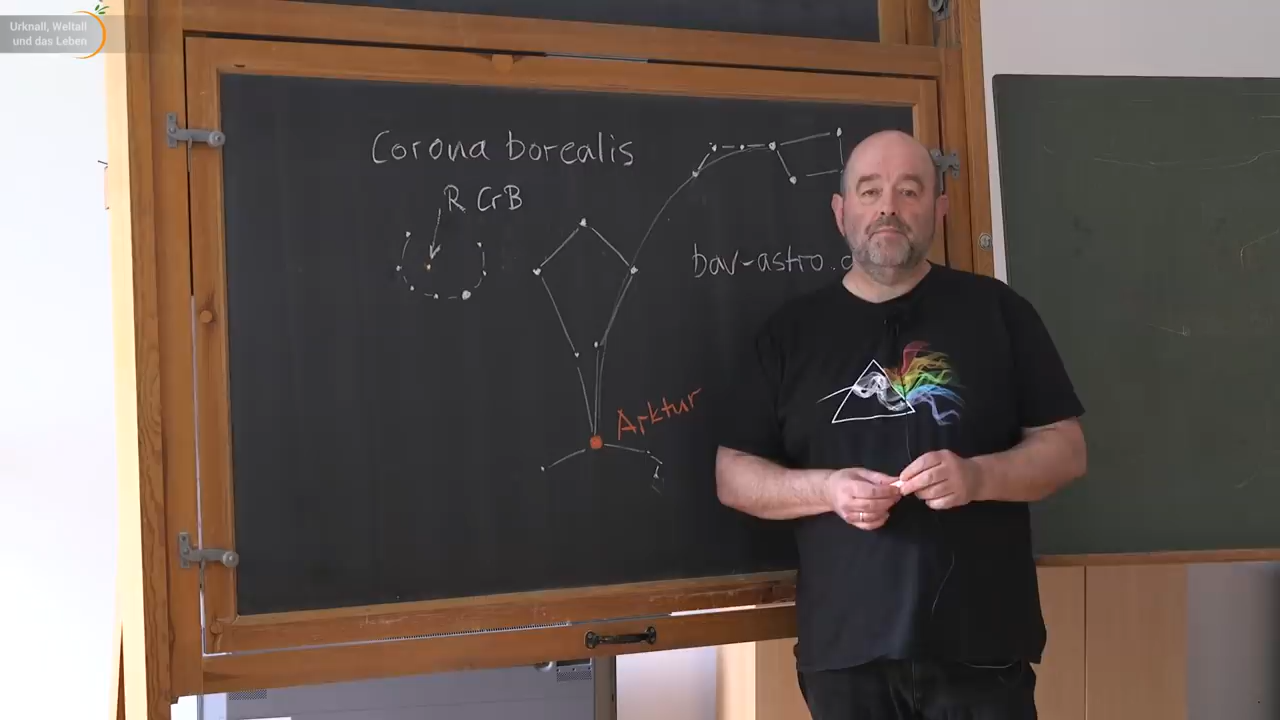 Urknall, Weltall
und das Leben
Corona borealis
R CrB
bav-astro.
Arktur